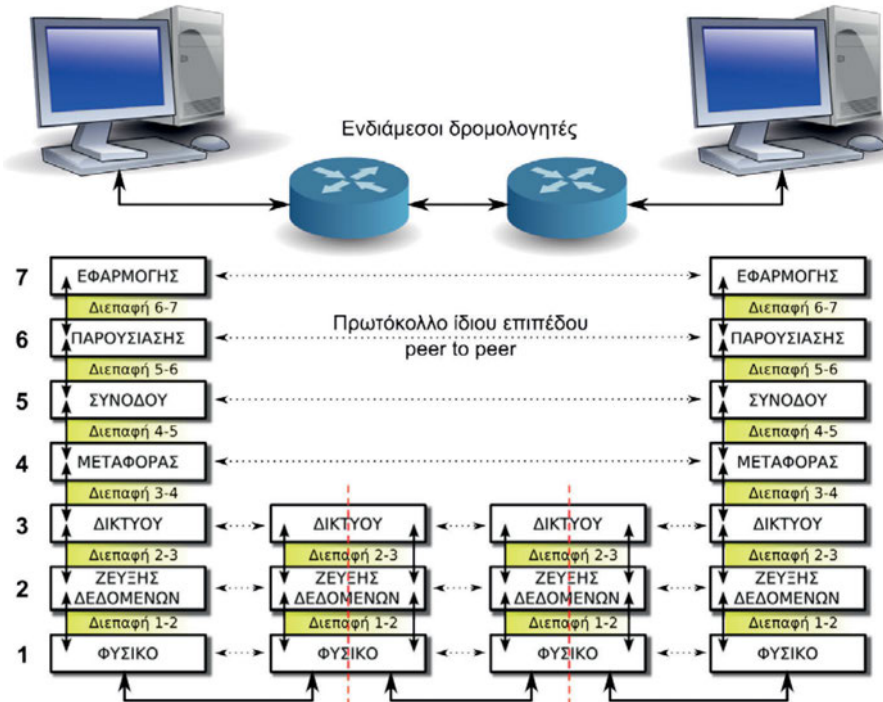 Ενδιάμεσοι δρομολογητές
7 ΕΦΑΡΜΟΓΗΣ ΕΦΑΡΜΟΓΗΣ
Διεπαφή 6-7 Διεπαφή 6-7
Πρωτόκολλο ίδιου επιπέδου
6 ΠΑΡΟΥΣΙΑΣΗΣ ΠΑΡΟΥΣΙΑΣΗΣ
peer to peer
Διεπαφή 5-6 Διεπαφή 5-6
5 ΣΥΝΟΔΟΥ ΣΥΝΟΔΟΥ
Διεπαφή 4-5 Διεπαφή 4-5
4 ΜΕΤΑΦΟΡΑΣ ΜΕΤΑΦΟΡΑΣ
Διεπαφή 3-4 Διεπαφή 3-4
3 ΔΙΚΤΥΟΥ ΔΙΚΤΥΟΥ ΔΙΚΤΥΟΥ ΔΙΚΤΥΟΥ
Διεπαφή 2-3 Διεπαφή 2-3 Διεπαφή 2-3 Διεπαφή 2-3
2 ΖΕΥΞΗΣ ΖΕΥΞΗΣ ΖΕΥΞΗΣ ΖΕΥΞΗΣ
ΔΕΔΟΜΕΝΩΝ ΔΕΔΟΜΕΝΩΝ ΔΕΔΟΜΕΝΩΝ ΔΕΔΟΜΕΝΩΝ
Διεπαφή 1-2 Διεπαφή 1-2 Διεπαφή 1-2 Διεπαφή 1-2
1 ΦΥΣΙΚΟ ΦΥΣΙΚΟ ΦΥΣΙΚΟ ΦΥΣΙΚΟ